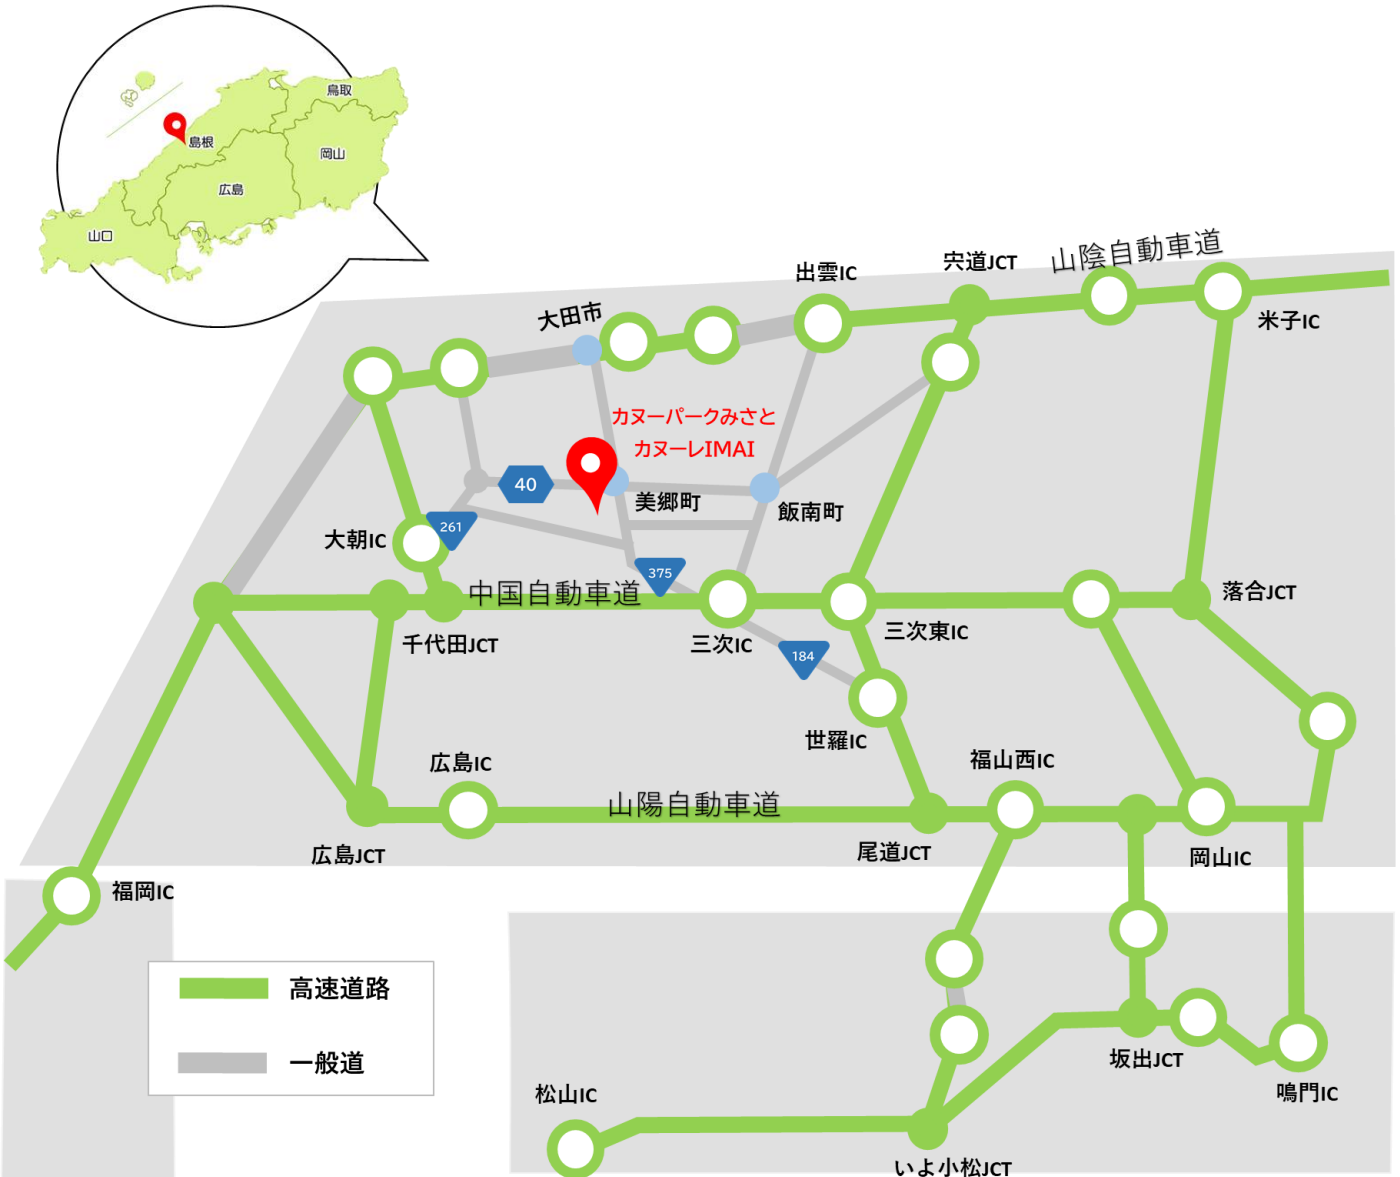 鳥取
島根
岡山
広島
山口
山陰自動車道
宍道JCT
出雲IC
米子IC
大田市
カヌーパークみさと
カヌーレIMAI
40
美郷町
飯南町
大朝IC
261
375
中国自動車道
落合JCT
千代田JCT
三次IC
三次東IC
184
世羅IC
広島IC
福山西IC
山陽自動車道
広島JCT
尾道JCT
岡山IC
福岡IC
高速道路
一般道
坂出JCT
鳴門IC
松山IC
いよ小松JCT